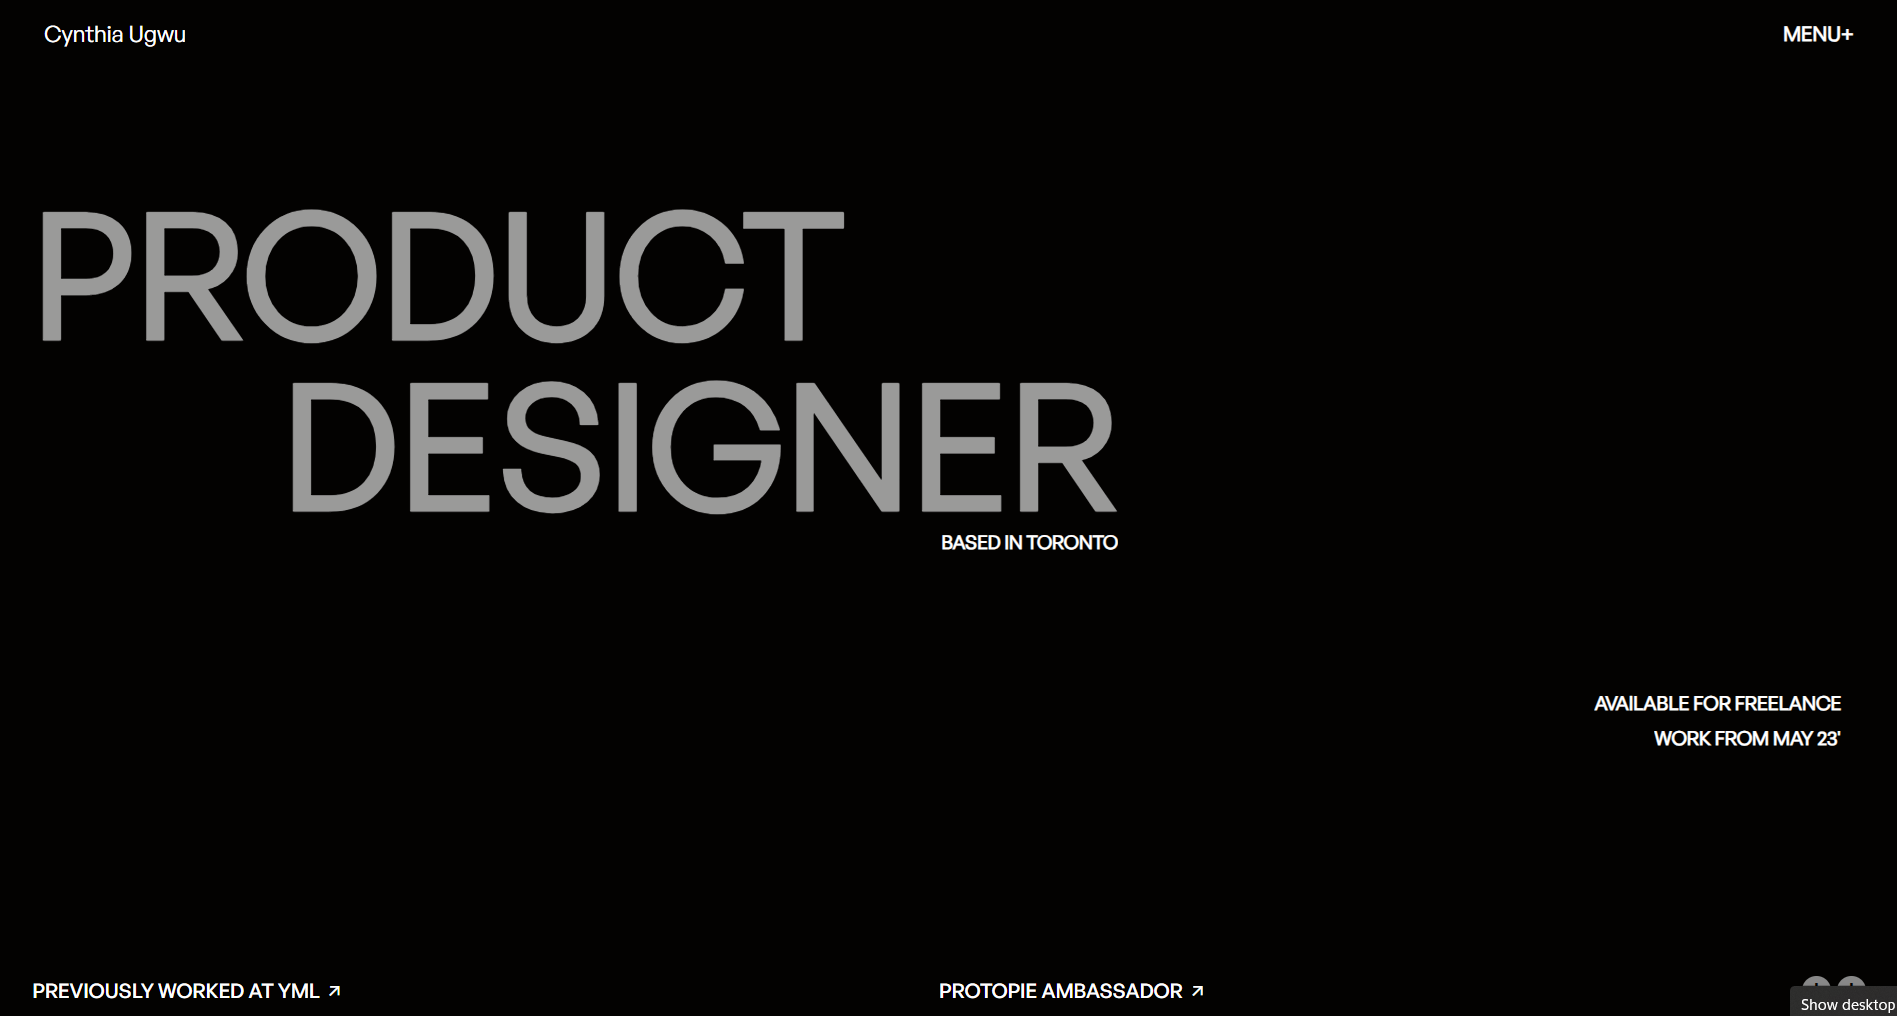 Cynthia Ugwu
MENU+
PRODUCT
DESIGNER
BASED IN TORONTO
AVAILABLE FOR FREELANCE
WORK FROM MAY 23'
PREVIOUSLY WORKED AT YML ↗
PROTOPIE AMBASSADOR ↗
Show desktop